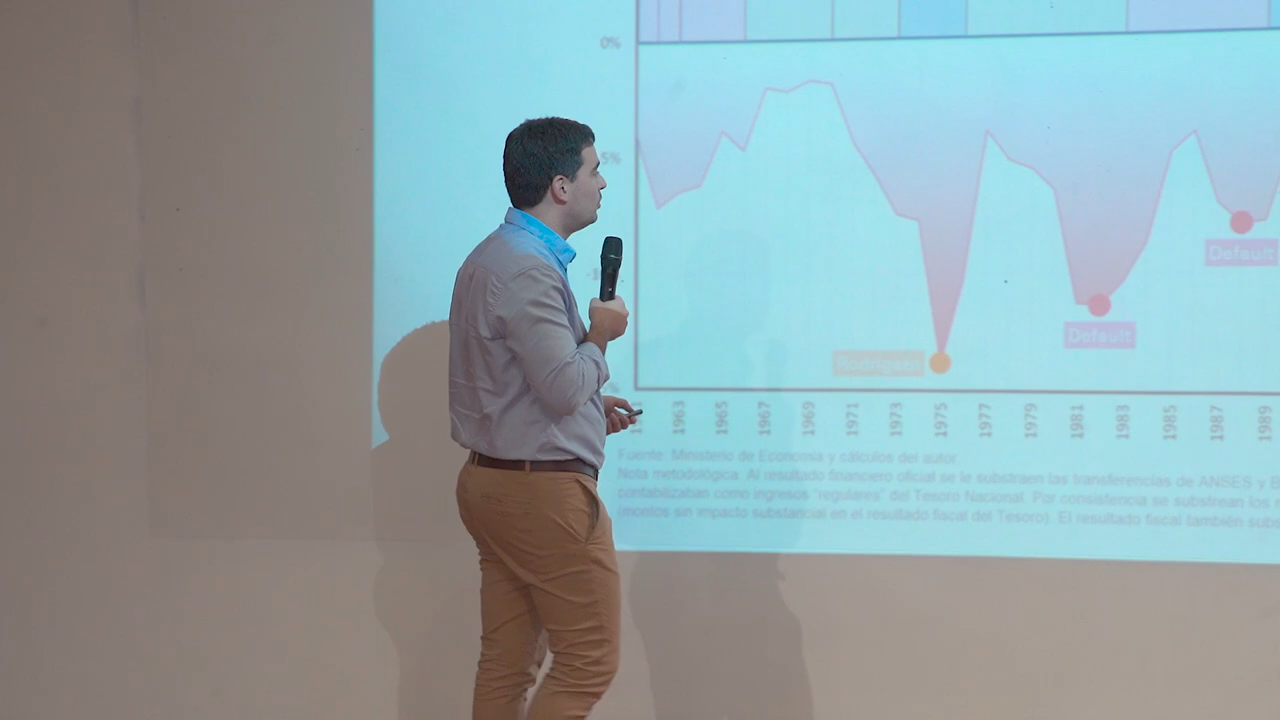 0%
5%
Default
Default
Rodrigazo
1963
1965
1967
1969
1971
1973
1975
1977
1979
1981
1983
1985
1987
1989
Fuente: Ministerio de Economía y cálculos del autor.
Nota metodológica: Al resultado financiero oficial se le substraen las transferencias de ANSES y
contabilizaban como ingresos "regulares" del Tesoro Nacional. Por consistencia se substraen los
(montos sin impacto substancial en el resultado fiscal del Tesoro). El resultado fiscal también